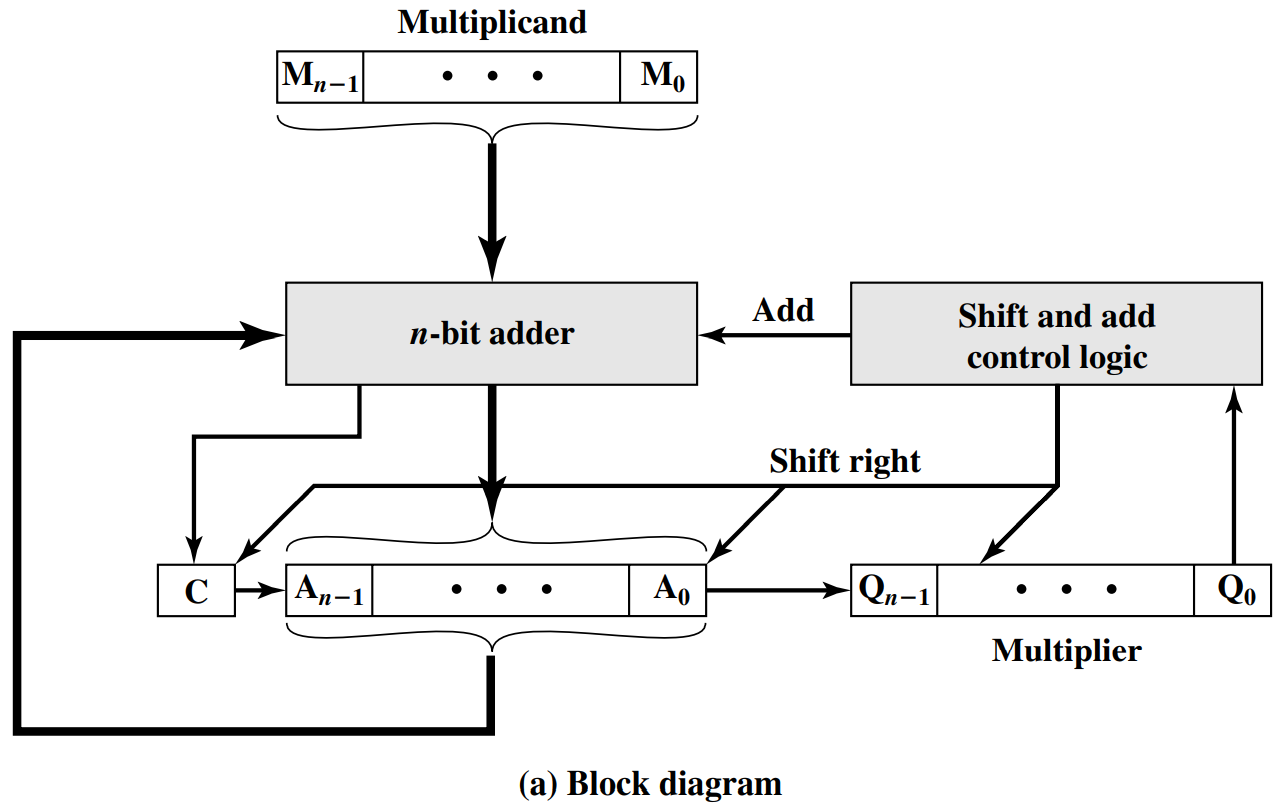 Multiplicand
Mn−1 • • • M0
n-bit adder
Add
Shift and add
control logic
Shift right
C
An−1 • • • A0
Qn−1 • • • Q0
Multiplier
(a) Block diagram